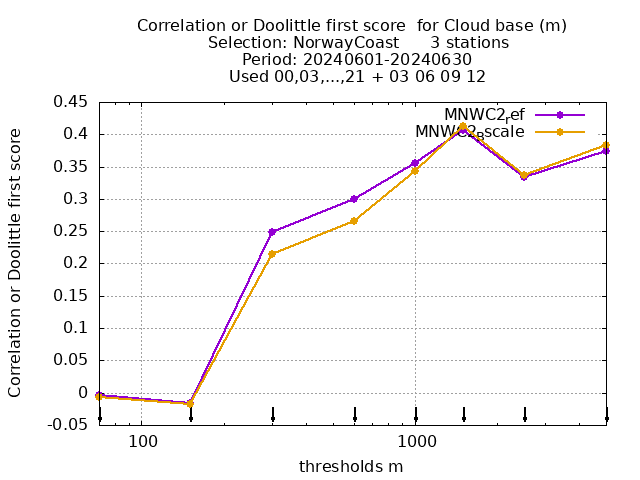 Correlation or Doolittle first score  for Cloud base (m)
Selection: NorwayCoast      3 stations
Period: 20240601-20240630
Used 00,03,...,21 + 03 06 09 12
Correlation or Doolittle first score
0.45
0.4
0.35
0.3
0.25
0.2
0.15
0.1
0.05
0
-0.05
MNWC2ref
MNWC2Rscale
100
1000
thresholds m